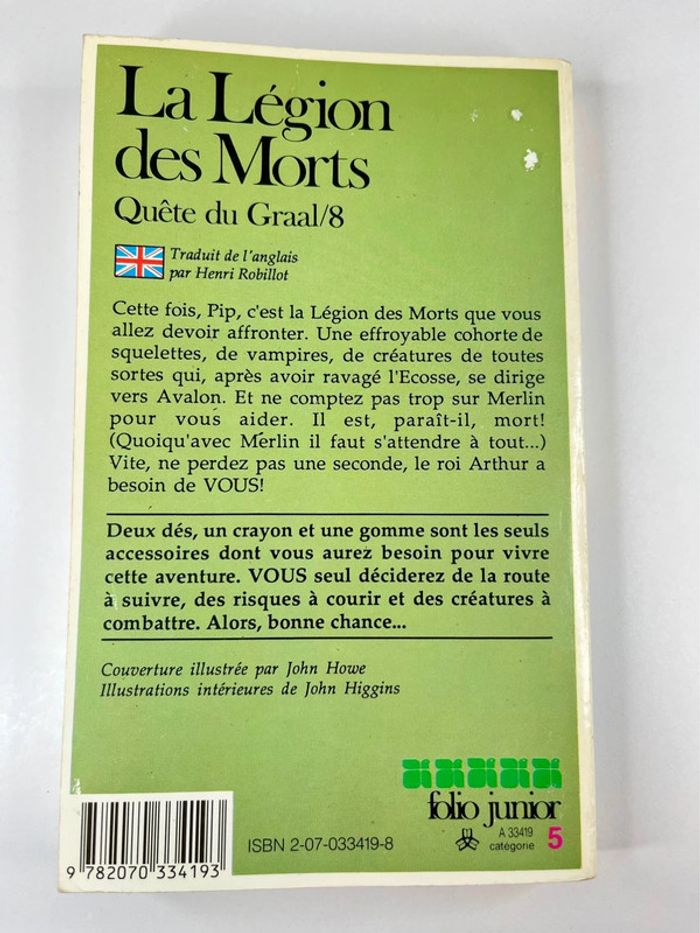 La Légion
des Morts
Quête du Graal/8
Traduit de l'anglais
par Henri Robillot
Cette fois, Pip, c'est la Légion des Morts que vous
allez devoir affronter. Une effroyable cohorte de
squelettes, de vampires, de créatures de toutes
sortes qui, après avoir ravagé l'Ecosse, se dirige
vers Avalon. Et ne comptez pas trop sur Merlin
pour vous aider. Il est, paraît-il, mort!
(Quoiqu'avec Merlin il faut s'attendre à tout...)
Vite, ne perdez pas une seconde, le roi Arthur a
besoin de VOUS!
Deux dés, un crayon et une gomme sont les seuls
accessoires dont vous aurez besoin pour vivre
cette aventure. VOUS seul déciderez de la route
à suivre, des risques à courir et des créatures à
combattre. Alors, bonne chance...
Couverture illustrée par John Howe
Illustrations intérieures de John Higgins
folio junior
A 33419
catégorie 5
ISBN 2-07-033419-8
9 782070 334193